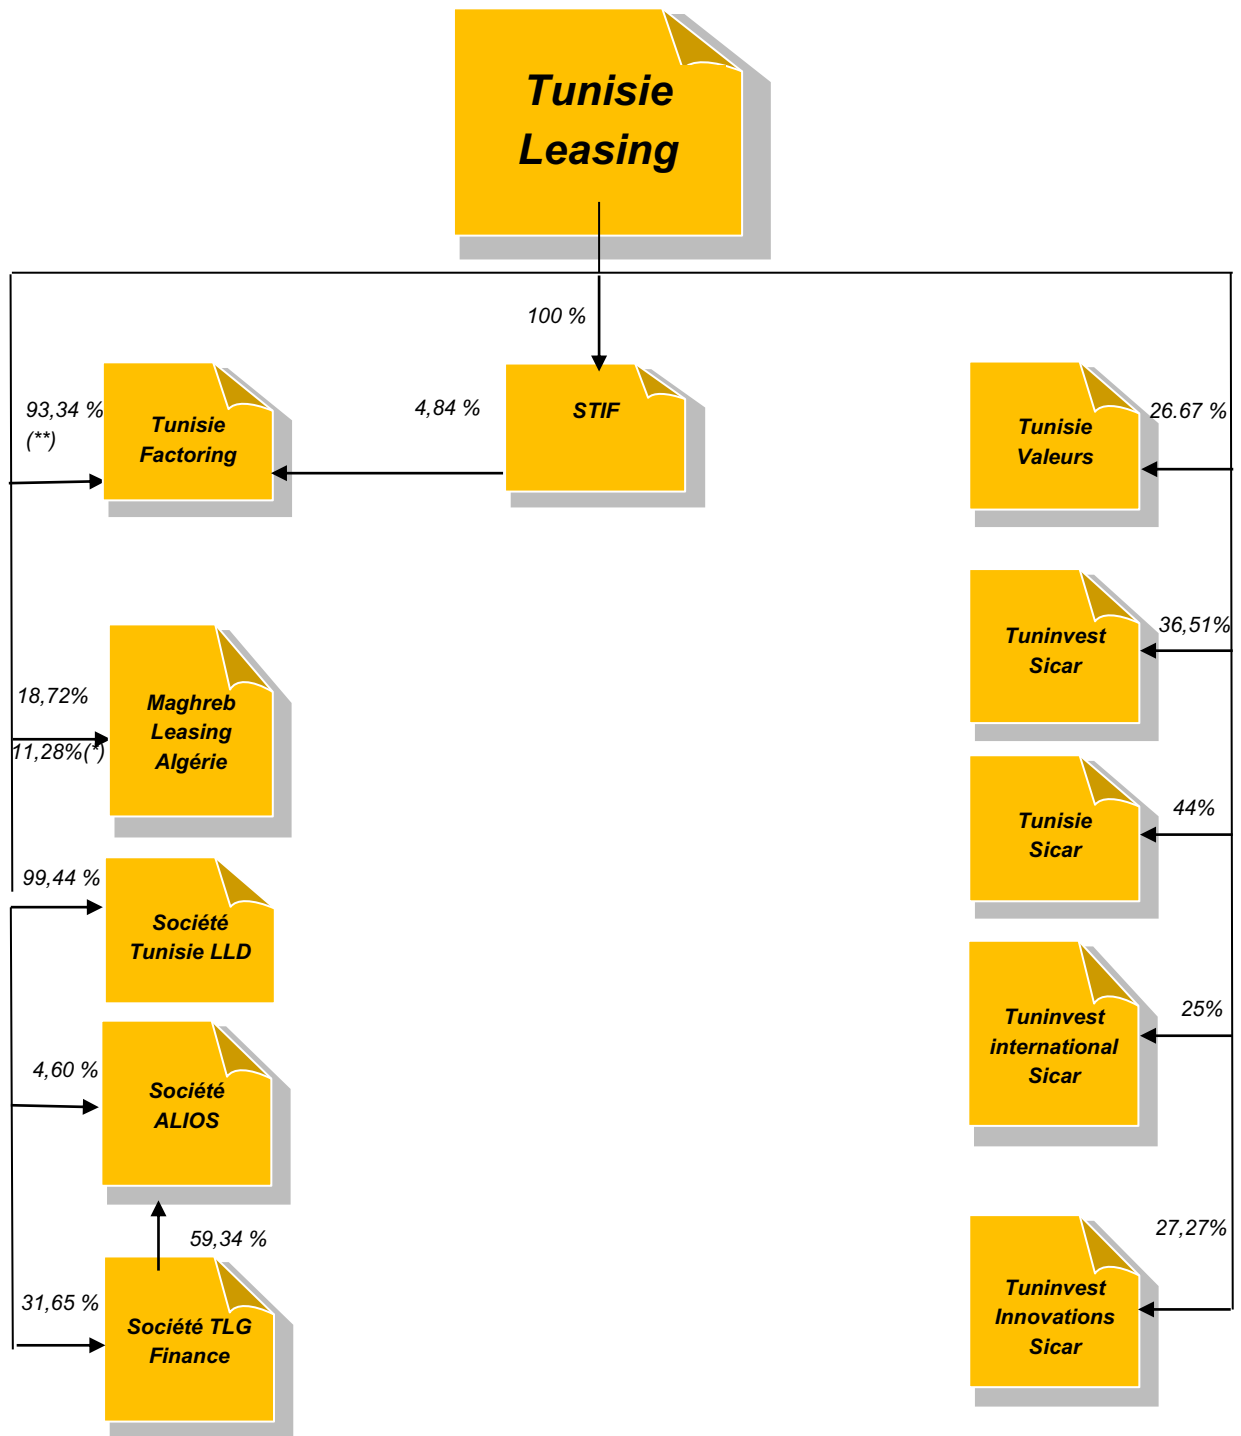 Tunisie
Leasing
100 %
93,34 %
(**)
Tunisie
Factoring
4,84 %
STIF
Tunisie
Valeurs
26.67 %
Tuninvest
Sicar
36,51%
18,72%
11,28%(*)
Maghreb
Leasing
Algérie
Tunisie
Sicar
44%
99,44 %
Société
Tunisie LLD
Tuninvest
international
Sicar
25%
4,60 %
Société
ALIOS
59,34 %
31,65 %
Société TLG
Finance
Tuninvest
Innovations
Sicar
27,27%